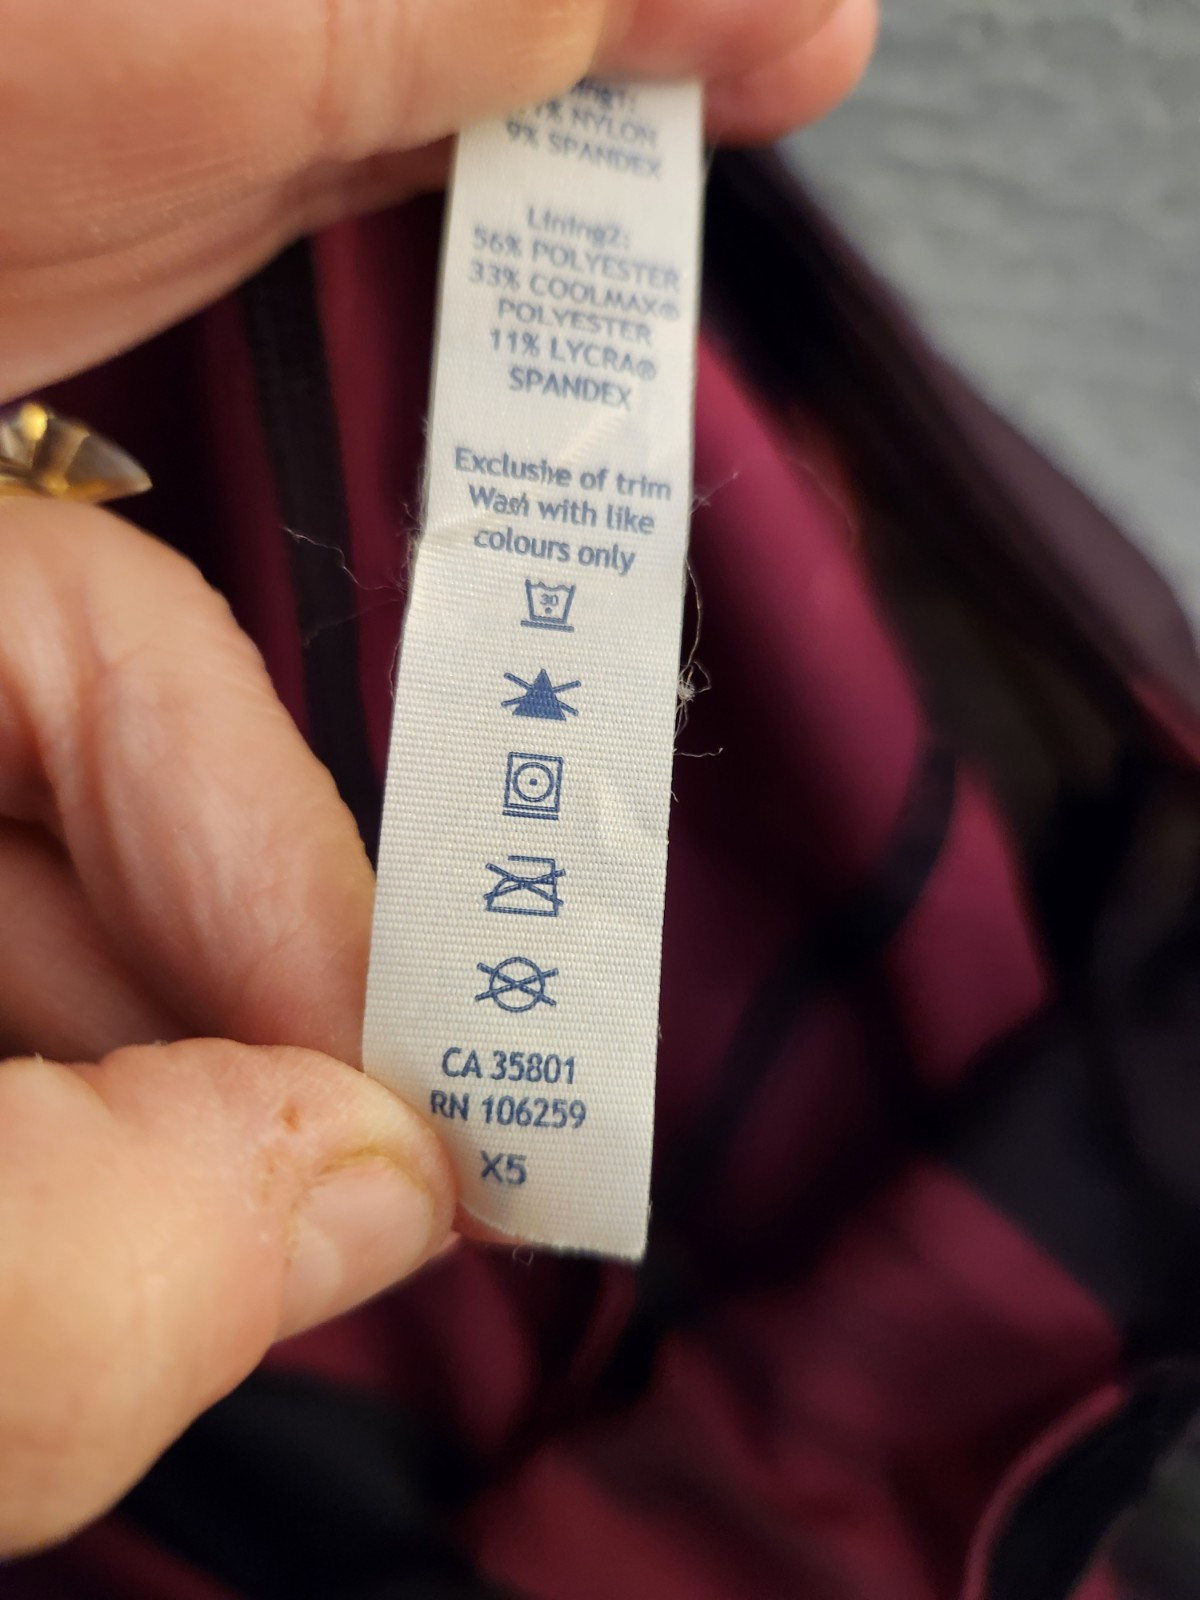 % NYLON
9% SPANDEX
Lining2:
56% POLYESTER
33% COOLMAX®
POLYESTER
11% LYCRA®
SPANDEX
Exclusive of trim
Wash with like
colours only
30
CA 35801
RN 106259
X5